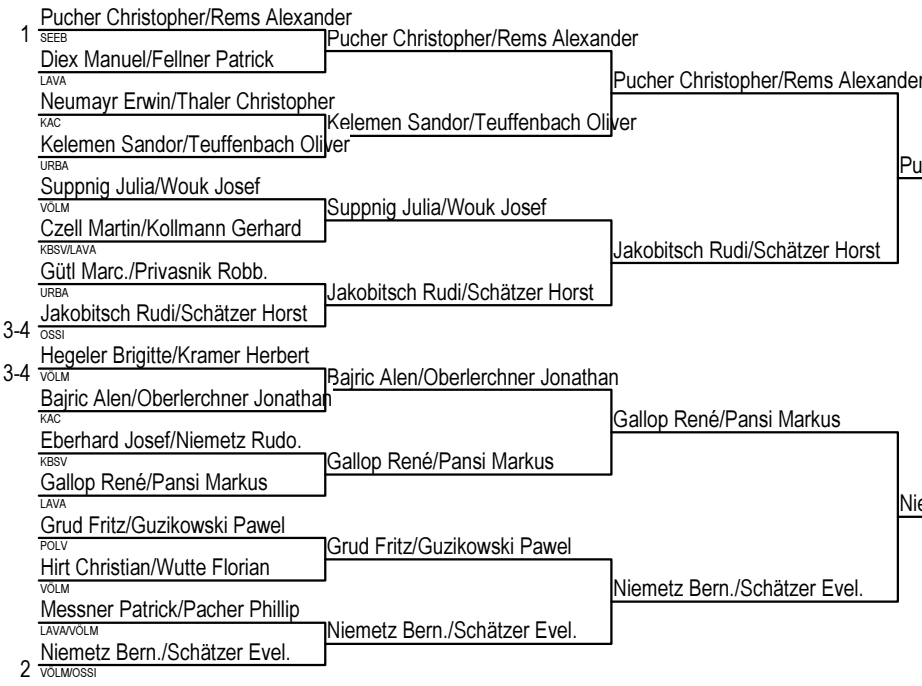 Pucher Christopher/Rems Alexander
1
SEEB
Pucher Christopher/Rems Alexander
Diex Manuel/Fellner Patrick
LAVA
Pucher Christopher/Rems Alexander
Neumayr Erwin/Thaler Christopher
KAC
Kelemen Sandor/Teuffenbach Oliver
Kelemen Sandor/Teuffenbach Oliver
URBA
Pu
Suppnig Julia/Wouk Josef
VÖLM
Suppnig Julia/Wouk Josef
Czell Martin/Kollmann Gerhard
KBSV/LAVA
Jakobitsch Rudi/Schätzer Horst
Gütl Marc./Privasnik Robb.
URBA
Jakobitsch Rudi/Schätzer Horst
Jakobitsch Rudi/Schätzer Horst
3-4
OSSI
Hegeler Brigitte/Kramer Herbert
3-4
VÖLM
Bajric Alen/Oberlerchner Jonathan
Bajric Alen/Oberlerchner Jonathan
KAC
Gallop René/Pansi Markus
Eberhard Josef/Niemetz Rudo.
KBSV
Gallop René/Pansi Markus
Gallop René/Pansi Markus
LAVA
Nie
Grud Fritz/Guzikowski Pawel
POLV
Grud Fritz/Guzikowski Pawel
Hirt Christian/Wutte Florian
VÖLM
Niemetz Bern./Schätzer Evel.
Messner Patrick/Pacher Phillip
LAVA/VÖLM
Niemetz Bern./Schätzer Evel.
Niemetz Bern./Schätzer Evel.
2
VÖLM/OSSI